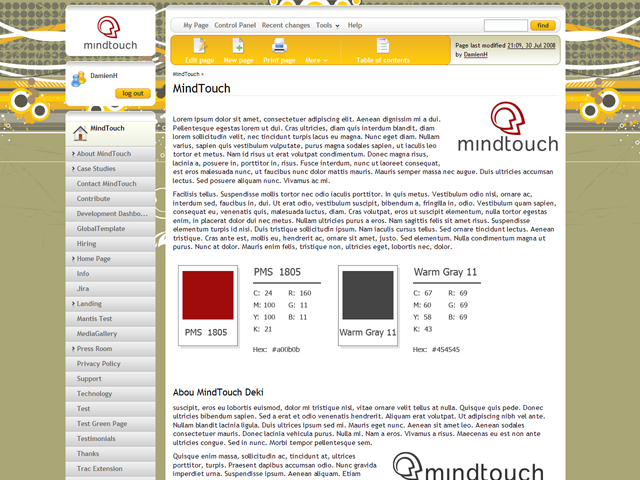 mindtouch
My Page Control Panel Recent changes Tools Help
find
DamienH
log out
Edit page New page Print page More Table of contents
Page last modified 21:09, 30 Jul 2008
by DamienH
MindTouch »
MindTouch
MindTouch
About MindTouch
Case Studies
Contact MindTouch
Contribute
Development Dashbo...
GlobalTemplate
Hiring
Home Page
Info
Jira
Landing
Mantis Test
MediaGallery
Press Room
Privacy Policy
Support
Technology
Test
Test Green Page
Testimonials
Thanks
Trac Extension
mindtouch
Lorem ipsum dolor sit amet, consectetuer adipiscing elit. Aenean dignissim mi a dui.
Pellentesque egestas lorem ut dui. Cras ultricies, diam quis interdum blandit, diam
lorem sollicitudin velit, nec tincidunt turpis lacus eu magna. Nunc eget diam. Nullam
varius, sapien quis vestibulum vulputate, purus magna sodales sapien, ut iaculis leo
tortor et metus. Nam id risus ut erat volutpat condimentum. Donec magna risus,
lacinia a, posuere in, porttitor in, risus. Fusce interdum, nunc ut laoreet consequat,
est eros malesuada nunc, ut faucibus nunc dolor mattis mauris. Mauris semper massa nec augue. Duis ultricies accumsan
lectus. Sed posuere aliquam nunc. Vivamus ac mi.
Facilisis tellus. Suspendisse mollis tortor nec odio iaculis porttitor. In quis metus. Vestibulum odio nisl, ornare ac,
interdum sed, faucibus in, dui. Ut erat odio, vestibulum suscipit, bibendum a, fringilla in, odio. Vestibulum quam sapien,
consequat eu, venenatis quis, malesuada luctus, diam. Cras volutpat, eros ut suscipit elementum, nulla tortor egestas
enim, in placerat dolor dui nec metus. Nullam ultricies purus a eros. Nam sagittis felis sit amet risus. Suspendisse
elementum turpis id nisi. Duis tristique sollicitudin ipsum. Nam iaculis cursus tellus. Sed ornare tincidunt lectus. Aenean
tristique. Cras ante est, mollis eu, hendrerit ac, ornare sit amet, justo. Sed elementum. Nulla condimentum magna ut
purus. Nunc at dolor. Mauris enim felis, tristique non, ultricies eget, lobortis nec, dolor.
PMS 1805
PMS 1805
C: 24 R: 160
M: 100 G: 11
Y: 100 B: 11
K: 21
Hex: #a00b0b
Warm Gray 11
Warm Gray 11
C: 67 R: 69
M: 60 G: 69
Y: 58 B: 69
K: 43
Hex: #454545
Abou MindTouch Deki
suscipit, eros eu lobortis euismod, dolor mi tristique nisl, vitae ornare velit tellus at nulla. Quisque quis pede. Donec
ultricies bibendum sapien. Sed a erat et odio venenatis hendrerit. Aliquam erat volutpat. Ut adipiscing nibh vel ante.
Nullam blandit lacinia ligula. Duis ultrices ipsum sed mi. Mauris eget nunc. Aenean sit amet leo. Aenean sodales
consectetuer mauris. Donec lacinia vehicula purus. Nulla mi. Nam a eros. Vivamus a risus. Maecenas eu est non ante
ultricies congue. Sed in nunc. Morbi tempor pellentesque sem.
Quisque enim massa, sollicitudin ac, tincidunt at, ultrices
porttitor, turpis. Praesent dapibus accumsan odio. Nunc gravida
imperdiet urna. Suspendisse ipsum. Aenean aliquam. Etiam
mindtouch